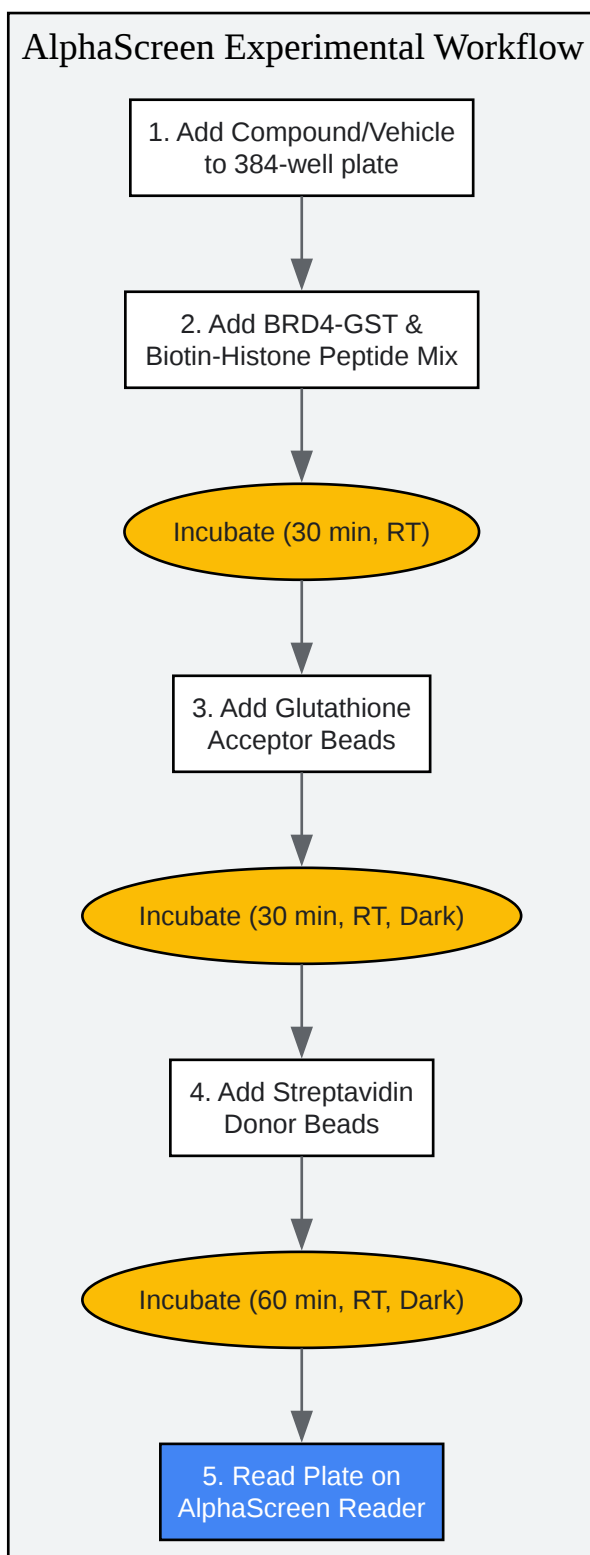 AlphaScreen Experimental Workflow
1. Add Compound/Vehicle
to 384-well plate
2. Add BRD4-GST &
Biotin-Histone Peptide Mix
Incubate (30 min, RT)
3. Add Glutathione
Acceptor Beads
Incubate (30 min, RT, Dark)
4. Add Streptavidin
Donor Beads
Incubate (60 min, RT, Dark)
5. Read Plate on
AlphaScreen Reader